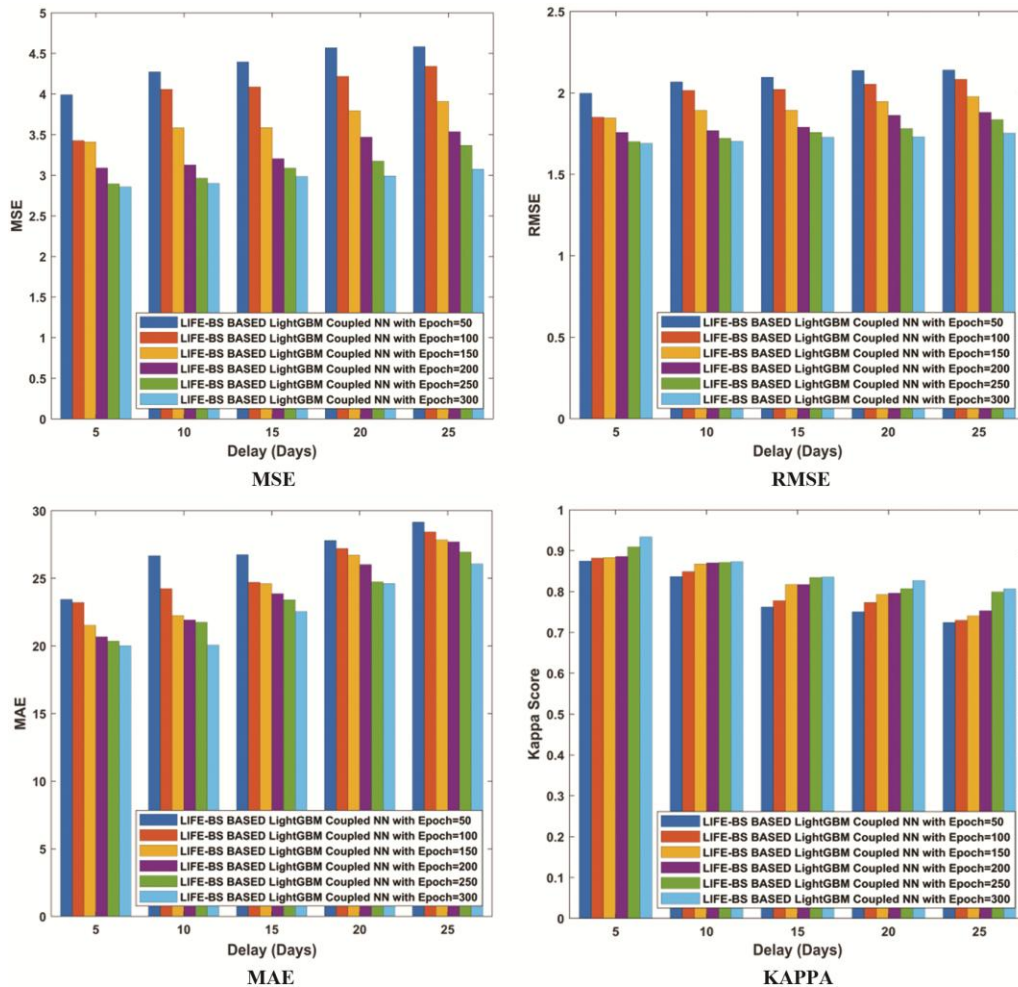 5
4.5
4
3.5
3
2.5
2
1.5
1
0.5
0
MSE
LIFE-BS BASED LightGBM Coupled NN with Epoch=50
LIFE-BS BASED LightGBM Coupled NN with Epoch=100
LIFE-BS BASED LightGBM Coupled NN with Epoch=150
LIFE-BS BASED LightGBM Coupled NN with Epoch=200
LIFE-BS BASED LightGBM Coupled NN with Epoch=250
LIFE-BS BASED LightGBM Coupled NN with Epoch=300
5 10 15 20 25
Delay (Days)
MSE
2.5
2
1.5
1
0.5
0
RMSE
LIFE-BS BASED LightGBM Coupled NN with Epoch=50
LIFE-BS BASED LightGBM Coupled NN with Epoch=100
LIFE-BS BASED LightGBM Coupled NN with Epoch=150
LIFE-BS BASED LightGBM Coupled NN with Epoch=200
LIFE-BS BASED LightGBM Coupled NN with Epoch=250
LIFE-BS BASED LightGBM Coupled NN with Epoch=300
5 10 15 20 25
Delay (Days)
RMSE
30
25
20
15
10
5
0
MAE
LIFE-BS BASED LightGBM Coupled NN with Epoch=50
LIFE-BS BASED LightGBM Coupled NN with Epoch=100
LIFE-BS BASED LightGBM Coupled NN with Epoch=150
LIFE-BS BASED LightGBM Coupled NN with Epoch=200
LIFE-BS BASED LightGBM Coupled NN with Epoch=250
LIFE-BS BASED LightGBM Coupled NN with Epoch=300
5 10 15 20 25
Delay (Days)
MAE
1
0.9
0.8
0.7
0.6
0.5
0.4
0.3
0.2
0.1
0
Kappa Score
LIFE-BS BASED LightGBM Coupled NN with Epoch=50
LIFE-BS BASED LightGBM Coupled NN with Epoch=100
LIFE-BS BASED LightGBM Coupled NN with Epoch=150
LIFE-BS BASED LightGBM Coupled NN with Epoch=200
LIFE-BS BASED LightGBM Coupled NN with Epoch=250
LIFE-BS BASED LightGBM Coupled NN with Epoch=300
5 10 15 20 25
Delay (Days)
KAPPA